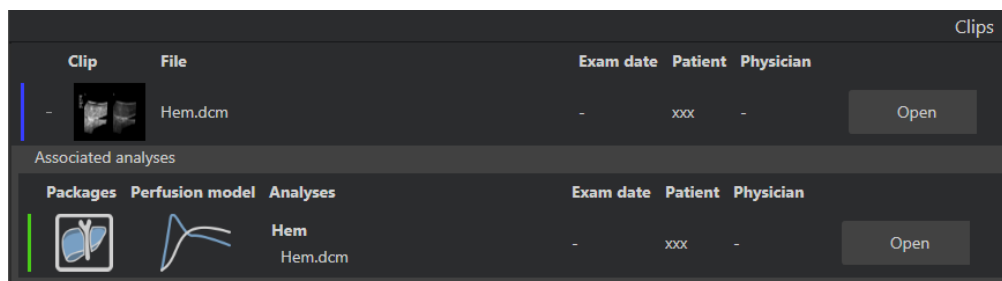 Clips
Clip File Exam date Patient Physician
- Hem.dcm - xxx - Open
Associated analyses
Packages Perfusion model Analyses Exam date Patient Physician
Hem
Hem.dcm - xxx - Open